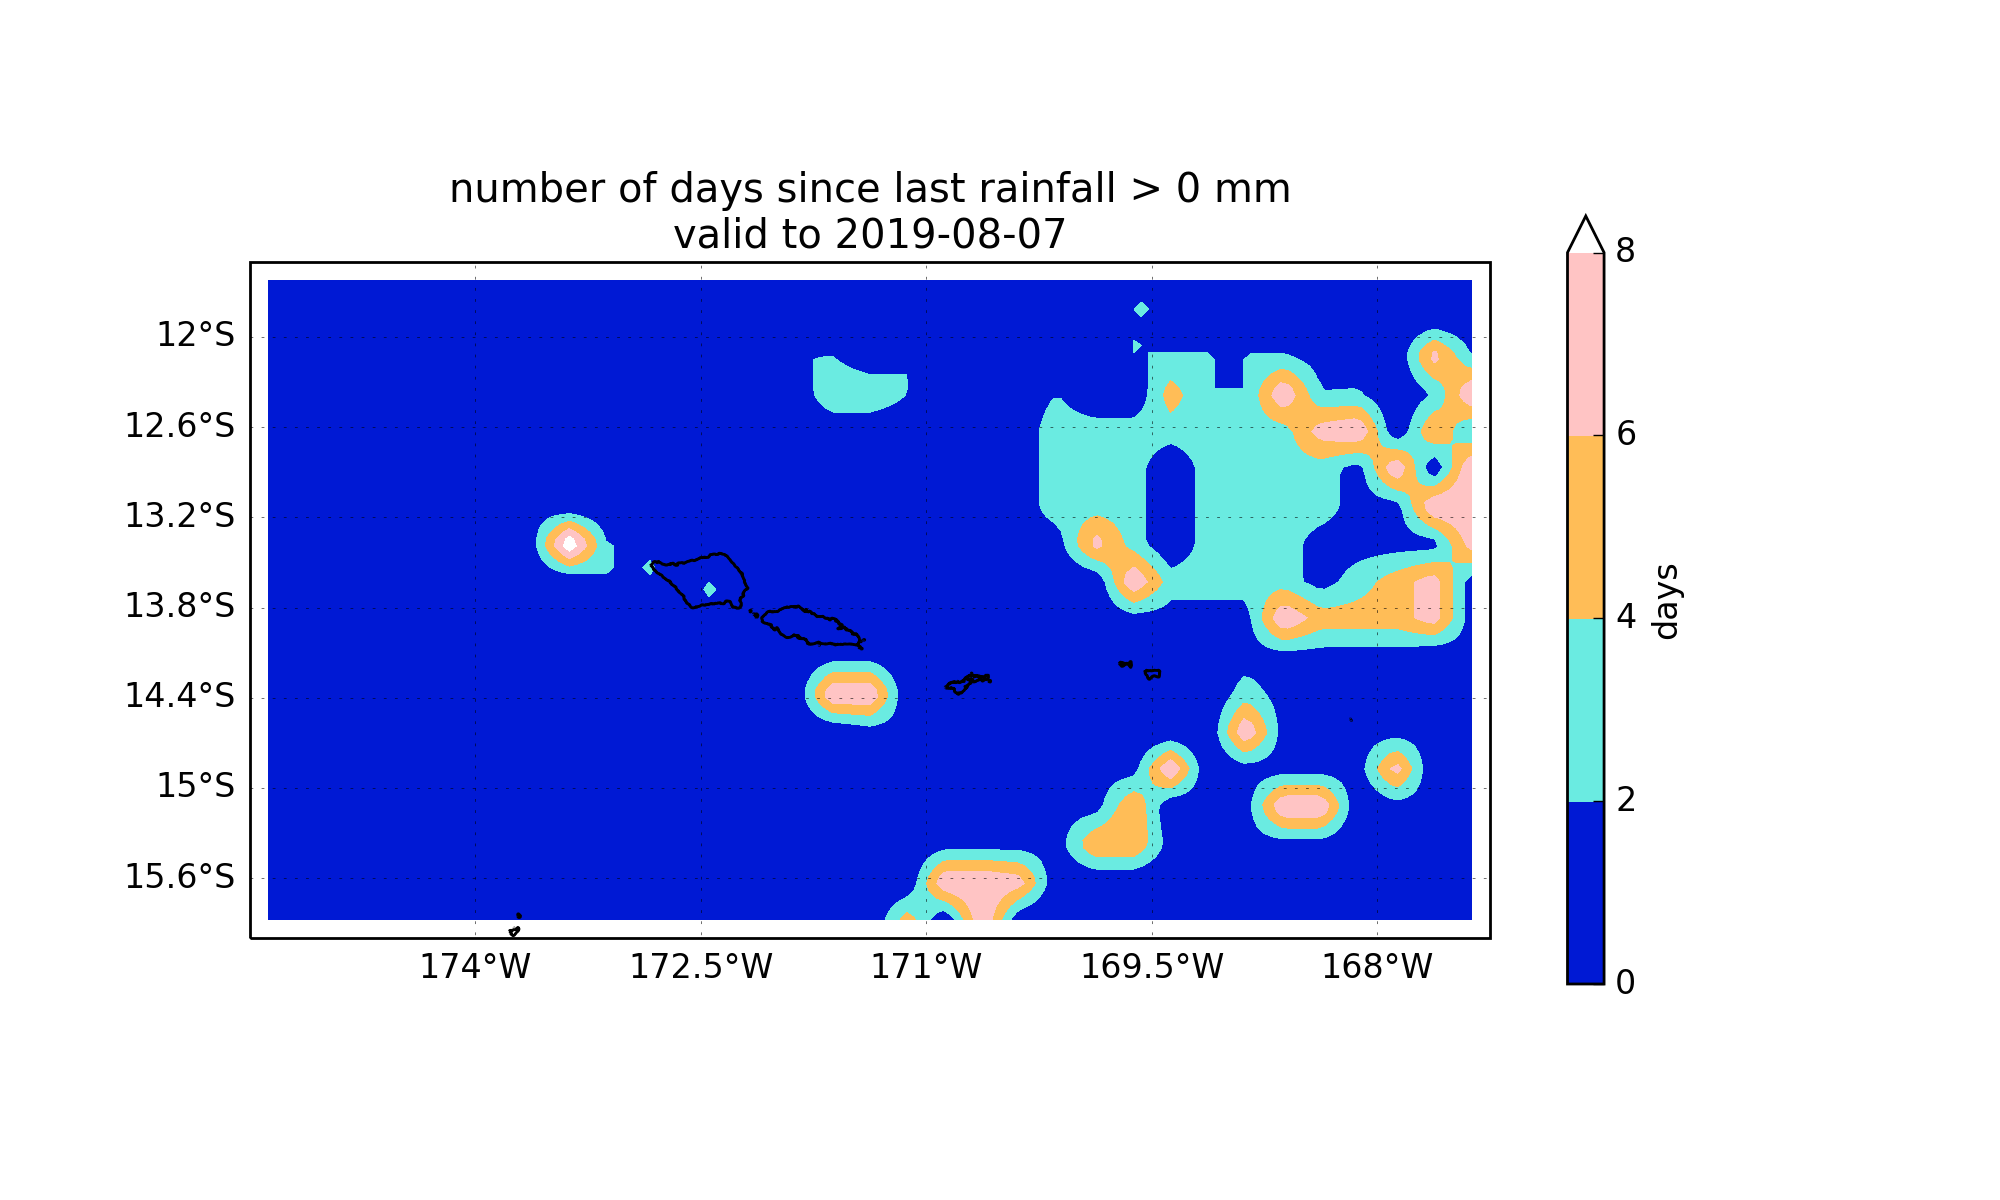 number of days since last rainfall > 0 mm
valid to 2019-08-07
12°S
12.6°S
13.2°S
13.8°S
14.4°S
15°S
15.6°S
174°W
172.5°W
171°W
169.5°W
168°W
8
6
4
2
0
days